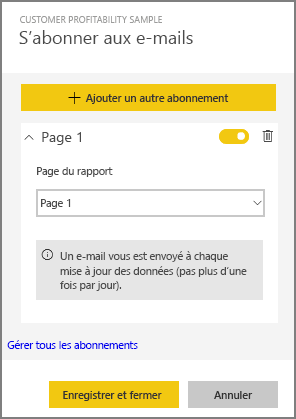 CUSTOMER PROFITABILITY SAMPLE
S'abonner aux e-mails
+ Ajouter un autre abonnement
Page 1
Page du rapport
Page 1
Un e-mail vous est envoyé à chaque
mise à jour des données (pas plus d'une
fois par jour).
Gérer tous les abonnements
Enregistrer et fermer
Annuler